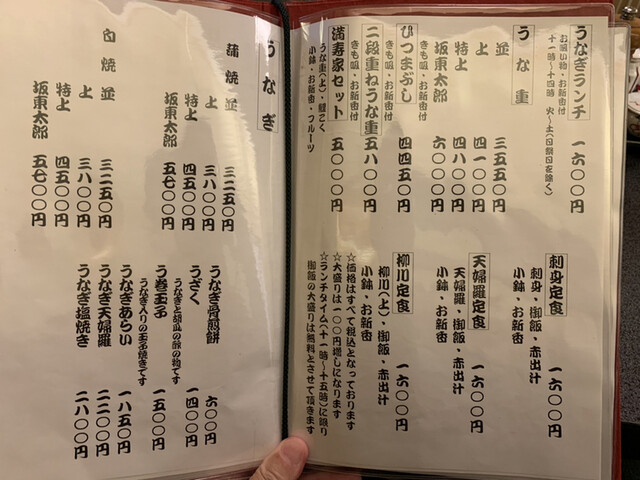 うなぎランチ 一六〇〇円
お吸い物・お新香付
十一時〜十四時 火〜土(日祭日を除く)
うな重
並 三五五〇円
上 四一〇〇円
特上 四八〇〇円
坂東太郎 六〇〇〇円
きも吸・お新香付
ひつまぶし 四四五〇円
きも吸・お新香付
二段重ねうな重 五八〇〇円
きも吸・お新香付
満寿家セット 五〇〇〇円
うな重(上)・鯉こく
小鉢・お新香・フルーツ
刺身定食 一六〇〇円
刺身・御飯・赤出汁
小鉢・お新香
天婦羅定食 一六〇〇円
天婦羅・御飯・赤出汁
小鉢・お新香
柳川定食 一六〇〇円
柳川(上)・御飯・赤出汁
小鉢・お新香
☆価格はすべて税込となっております
☆大盛りは一〇〇円増しになります
☆ランチタイム(十一時〜十五時)に限り
御飯の大盛りは無料とさせて頂きます
うなぎ
蒲焼 並 三二五〇円
上 三八〇〇円
特上 四五〇〇円
坂東太郎 五七〇〇円
白焼 並 三二五〇円
上 三八〇〇円
特上 四五〇〇円
坂東太郎 五七〇〇円
うなぎ骨煎餅 六〇〇円
うざく 一四〇〇円
うなぎと胡瓜の酢の物です
う巻玉子 一五〇〇円
うなぎ入りの玉子焼きです
うなぎあらい 一八五〇円
うなぎ天婦羅 二二〇〇円
うなぎ塩焼き 二八〇〇円